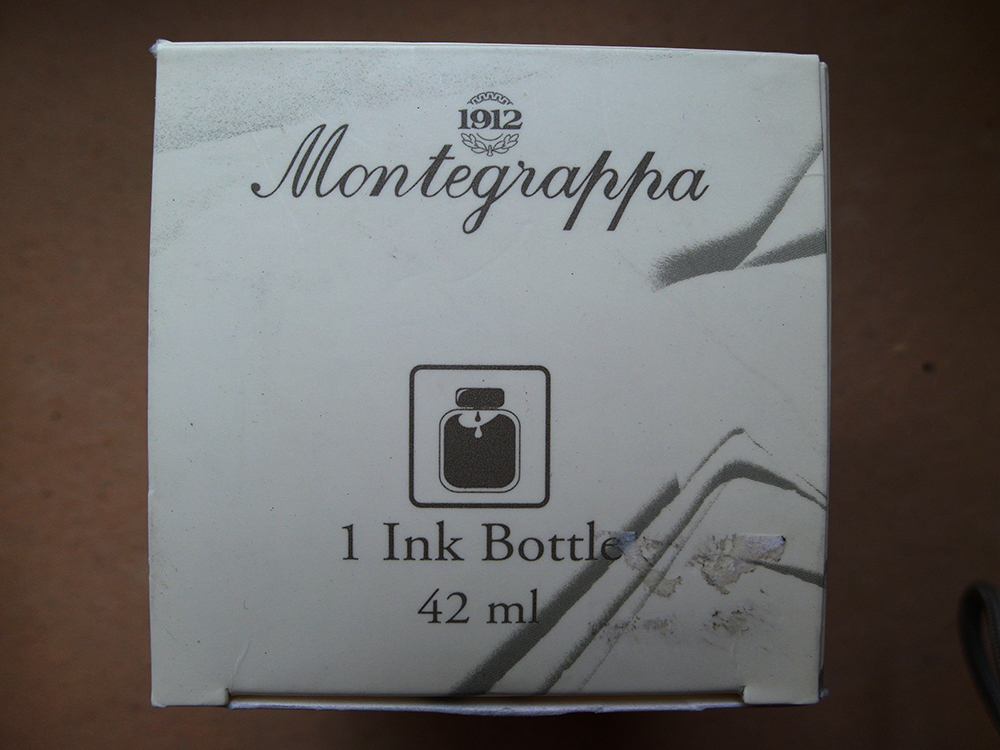 1912
Montegrappa
1 Ink Bottle
42 ml